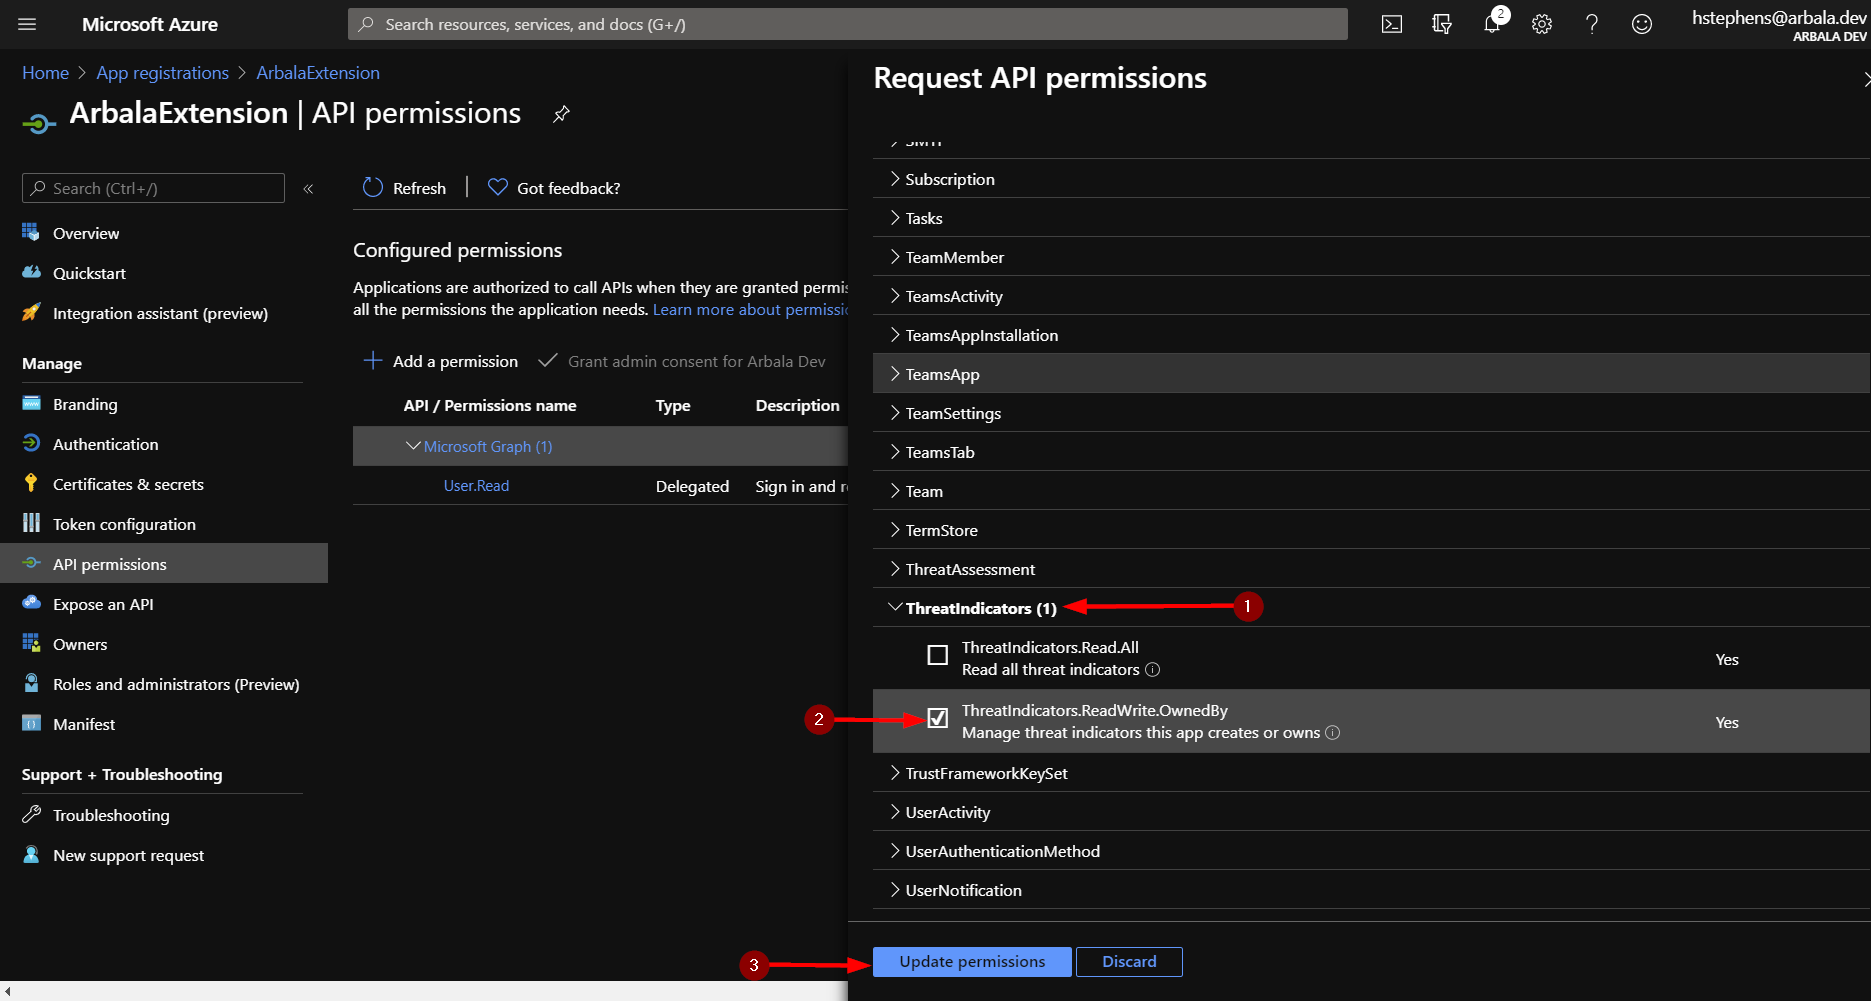 Microsoft Azure
Search resources, services, and docs (G+/)
2
hstephens@arbala.dev
ARBALA DEV
Home > App registrations > ArbalaExtension
ArbalaExtension | API permissions
Search (Ctrl+/)
«
Overview
Quickstart
Integration assistant (preview)
Manage
Branding
Authentication
Certificates & secrets
Token configuration
API permissions
Expose an API
Owners
Roles and administrators (Preview)
Manifest
Support + Troubleshooting
Troubleshooting
New support request
Refresh
Got feedback?
Configured permissions
Applications are authorized to call APIs when they are granted
all the permissions the application needs. Learn more about
Add a permission
Grant admin consent for Arbala Dev
API / Permissions name
Type
Description
Microsoft Graph (1)
User.Read
Delegated
Sign in and
Request API permissions
Subscription
Tasks
TeamMember
TeamsActivity
TeamsAppInstallation
TeamsApp
TeamSettings
TeamsTab
Team
TermStore
ThreatAssessment
ThreatIndicators (1)
1
ThreatIndicators.Read.All
Read all threat indicators
Yes
2
ThreatIndicators.ReadWrite.OwnedBy
Manage threat indicators this app creates or owns
Yes
TrustFrameworkKeySet
UserActivity
UserAuthenticationMethod
UserNotification
3
Update permissions
Discard